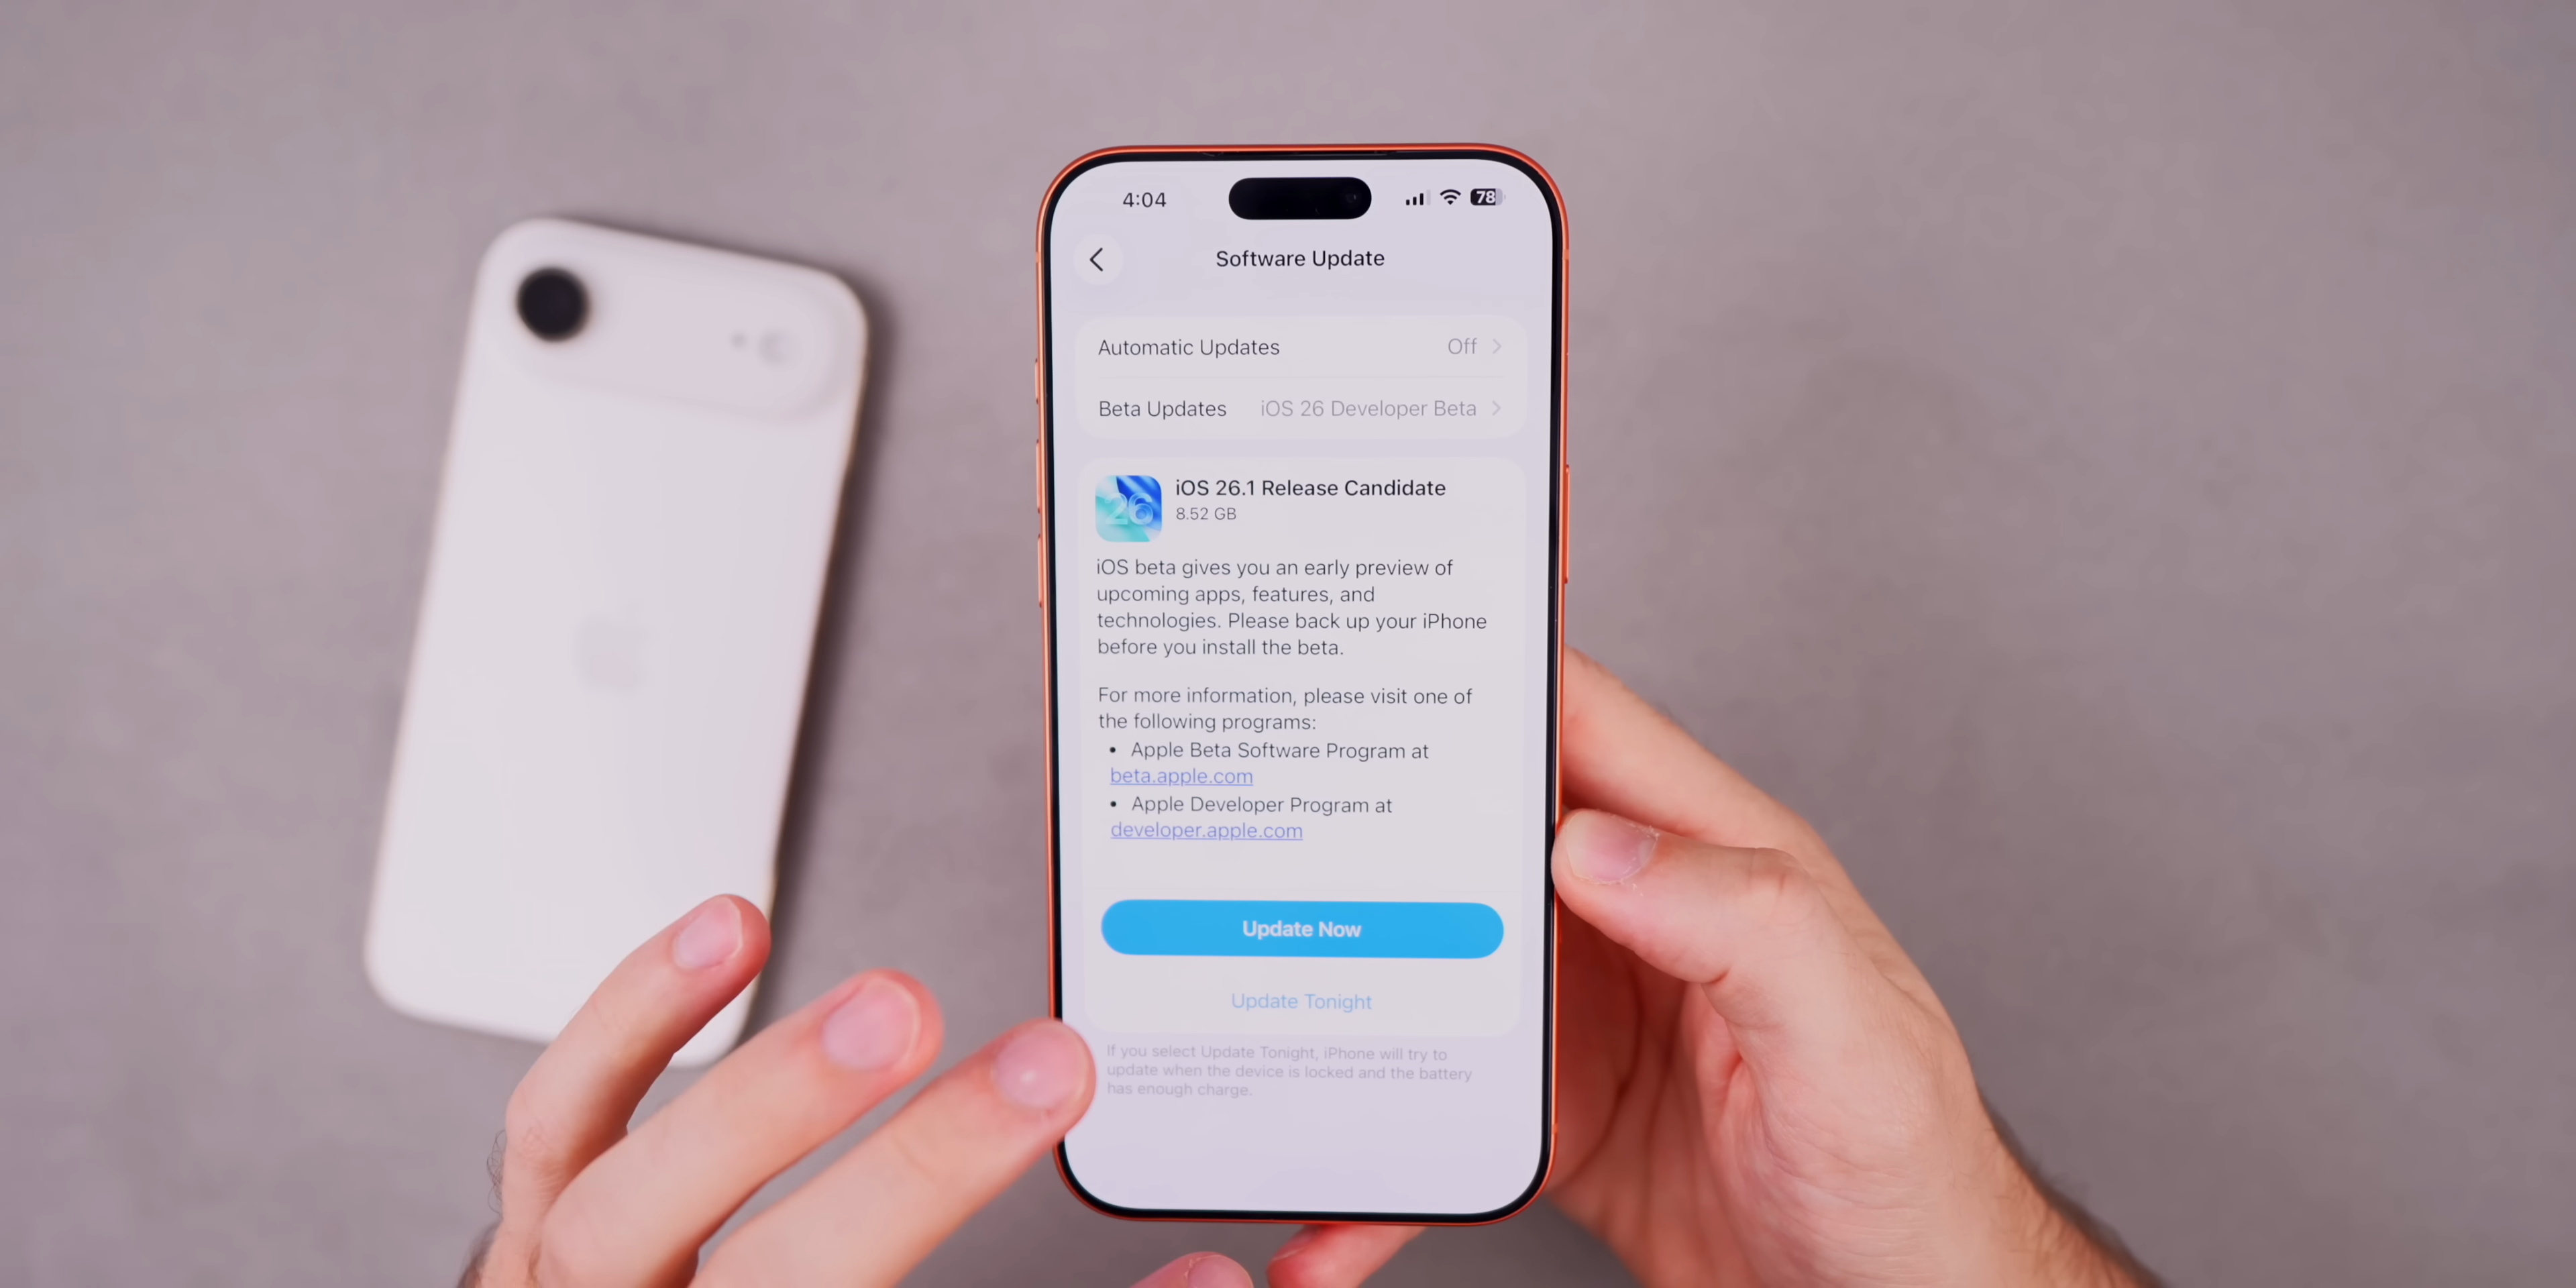 4:04
78
Software Update
Automatic Updates Off
Beta Updates iOS 26 Developer Beta
26
iOS 26.1 Release Candidate
8.52 GB
iOS beta gives you an early preview of
upcoming apps, features, and
technologies. Please back up your iPhone
before you install the beta.
For more information, please visit one of
the following programs:
• Apple Beta Software Program at
beta.apple.com
• Apple Developer Program at
developer.apple.com
Update Now
Update Tonight
If you select Update Tonight, iPhone will try to
update when the device is locked and the battery
has enough charge.